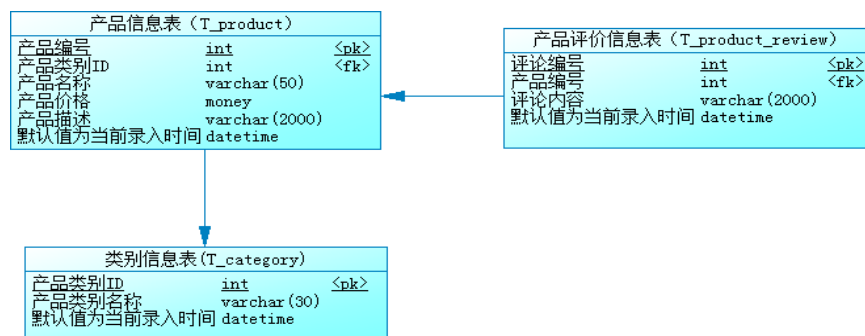 产品信息表（T_product）
产品编号 int <pk>
产品类别ID int <fk>
产品名称 varchar(50)
产品价格 money
产品描述 varchar(2000)
默认值为当前录入时间 datetime
产品评价信息表（T_product_review）
评论编号 int <pk>
产品编号 int <fk>
评论内容 varchar(2000)
默认值为当前录入时间 datetime
类别信息表(T_category)
产品类别ID int <pk>
产品类别名称 varchar(30)
默认值为当前录入时间 datetime